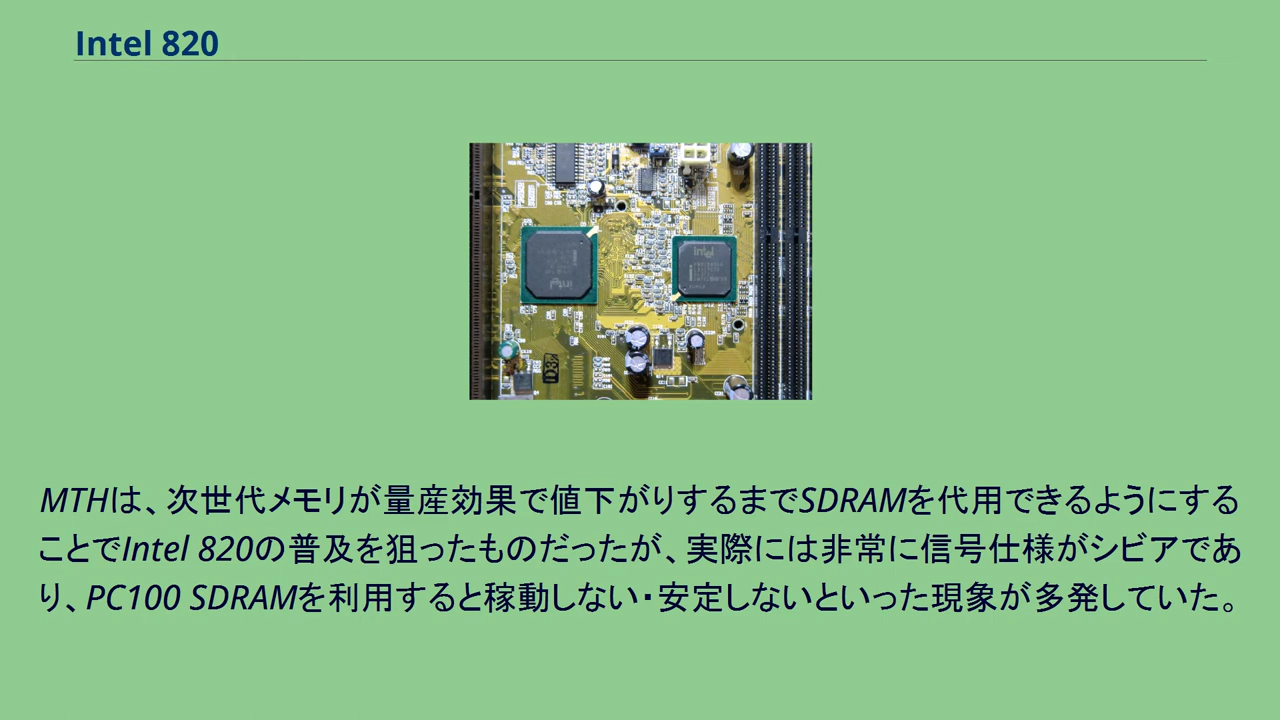 Intel 820
intel
intel
MTHは、次世代メモリが量産効果で値下がりするまでSDRAMを代用できるようにする
ことでIntel 820の普及を狙ったものだったが、実際には非常に信号仕様がシビアであ
り、PC100 SDRAMを利用すると稼動しない・安定しないといった現象が多発していた。